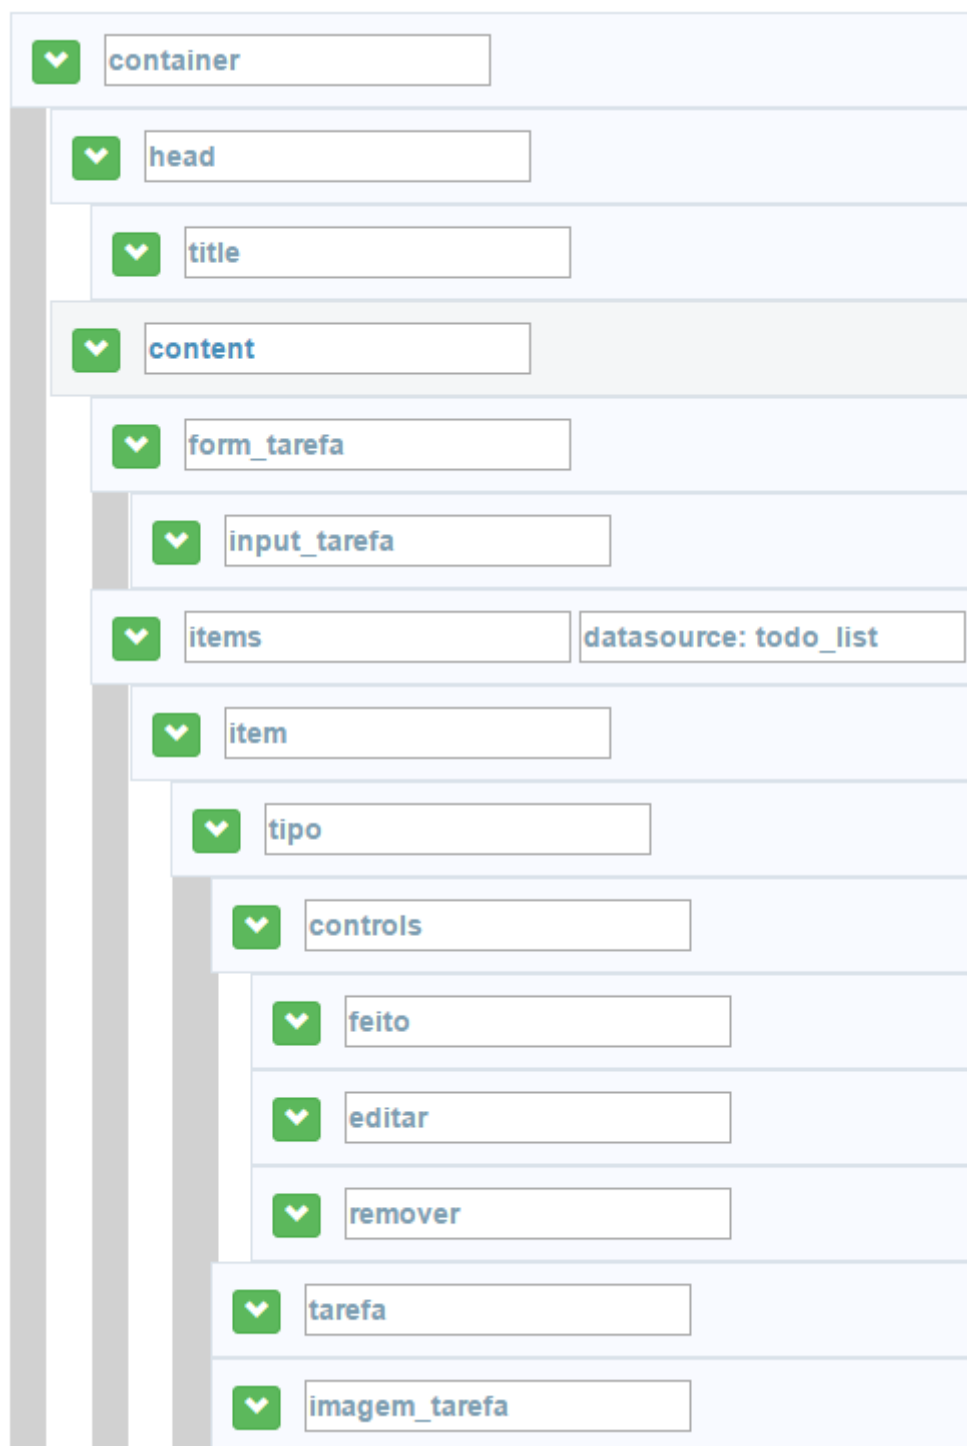 container
head
title
content
form_tarefa
input_tarefa
items datasource: todo_list
item
tipo
controls
feito
editar
remover
tarefa
imagem_tarefa